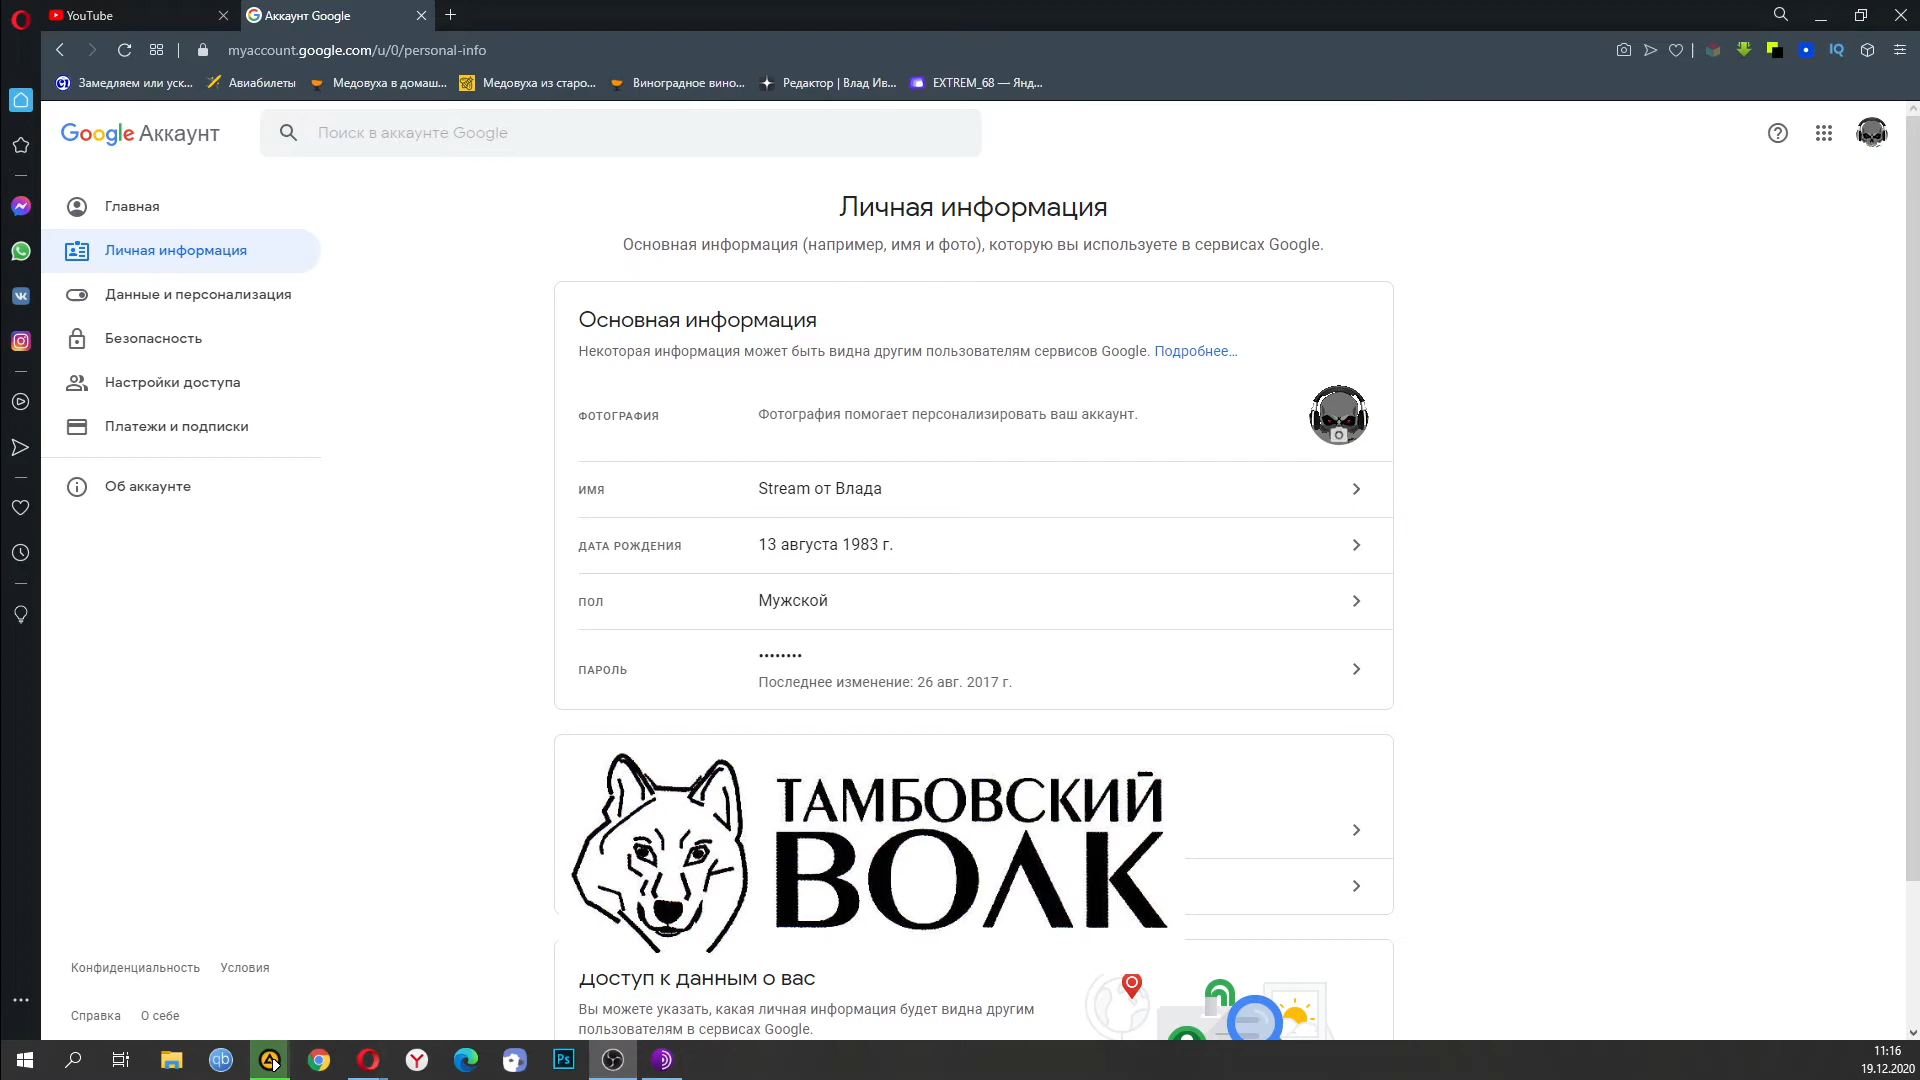 YouTube
Аккаунт Google
myaccount.google.com/u/0/personal-info
Замедляем или уск...
Авиабилеты
Медовуха в домаш...
Медовуха из старо...
Виноградное вино...
Редактор | Влад Ив...
EXTREM_68 — Янд...
Google Аккаунт
Поиск в аккаунте Google
Главная
Личная информация
Данные и персонализация
Безопасность
Настройки доступа
Платежи и подписки
Об аккаунте
Личная информация
Основная информация (например, имя и фото), которую вы используете в сервисах Google.
Основная информация
Некоторая информация может быть видна другим пользователям сервисов Google. Подробнее…
ФОТОГРАФИЯ
Фотография помогает персонализировать ваш аккаунт.
ИМЯ
Stream от Влада
ДАТА РОЖДЕНИЯ
13 августа 1983 г.
ПОЛ
Мужской
ПАРОЛЬ
••••••••
Последнее изменение: 26 авг. 2017 г.
ТАМБОВСКИЙ
ВОЛК
Доступ к данным о вас
Вы можете указать, какая личная информация будет видна другим
пользователям в сервисах Google.
Конфиденциальность
Условия
Справка
О себе
qb
Ps
11:16
19.12.2020